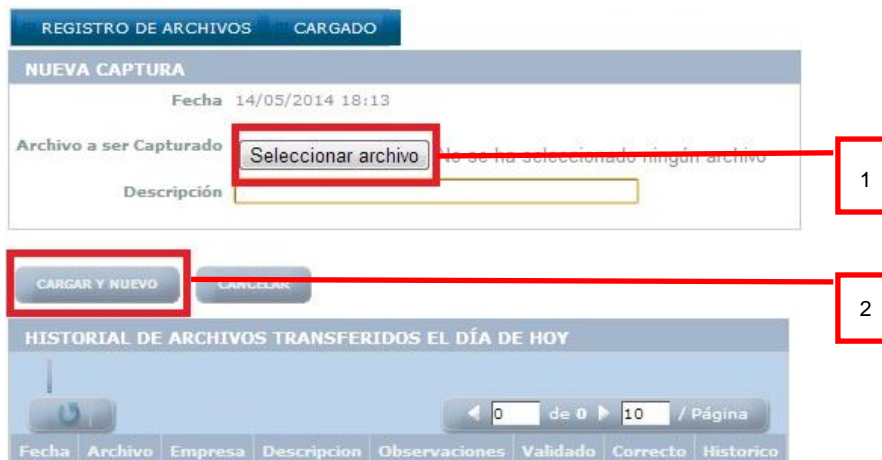 REGISTRO DE ARCHIVOS CARGADO
NUEVA CAPTURA
Fecha 14/05/2014 18:13
Archivo a ser Capturado Seleccionar archivo No se ha seleccionado ningún archivo
1
Descripción
CARGAR Y NUEVO CANCELAR
2
HISTORIAL DE ARCHIVOS TRANSFERIDOS EL DÍA DE HOY
0 de 0 10 / Página
Fecha Archivo Empresa Descripcion Observaciones Validado Correcto Historico